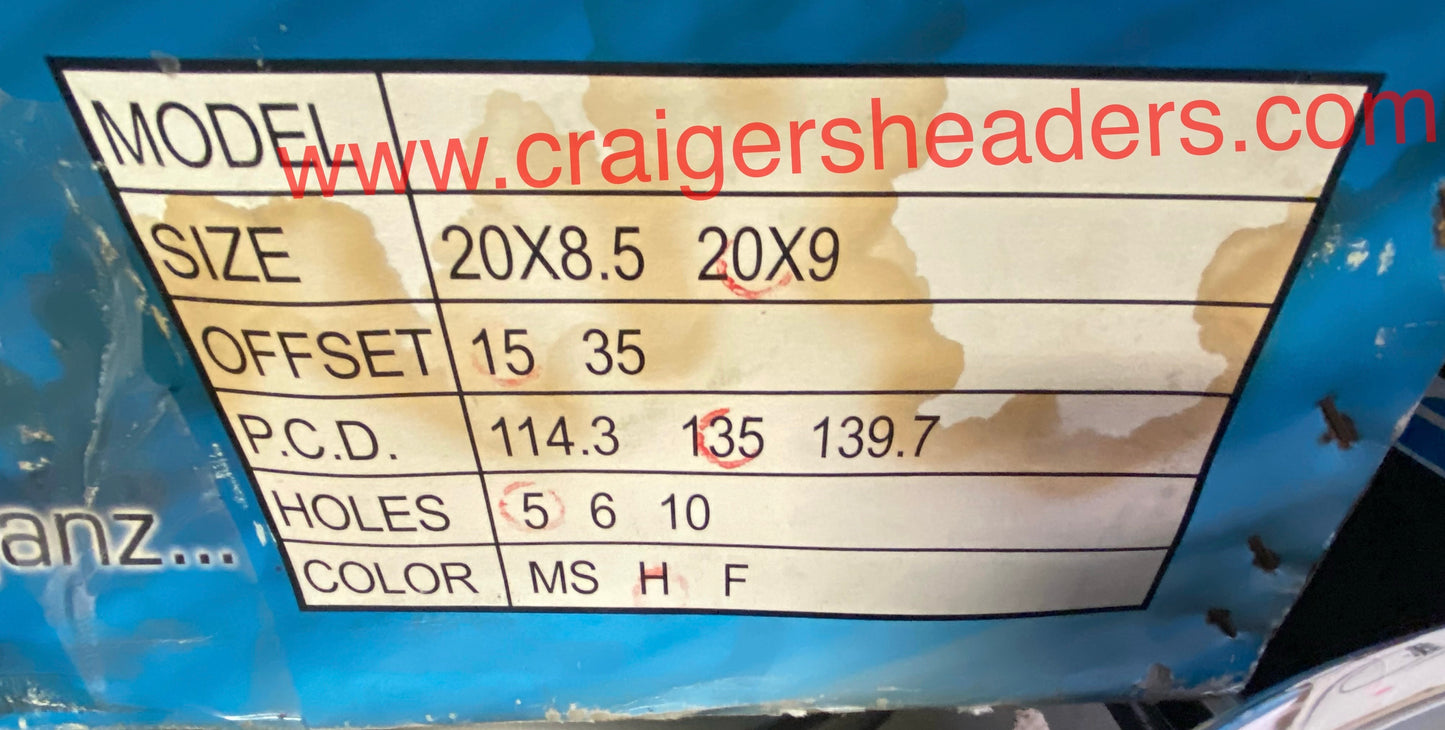 MODEL
www.craigersheaders.com
SIZE 20X8.5 20X9
OFFSET 15 35
P.C.D. 114.3 135 139.7
HOLES 5 6 10
anz...
COLOR MS H F